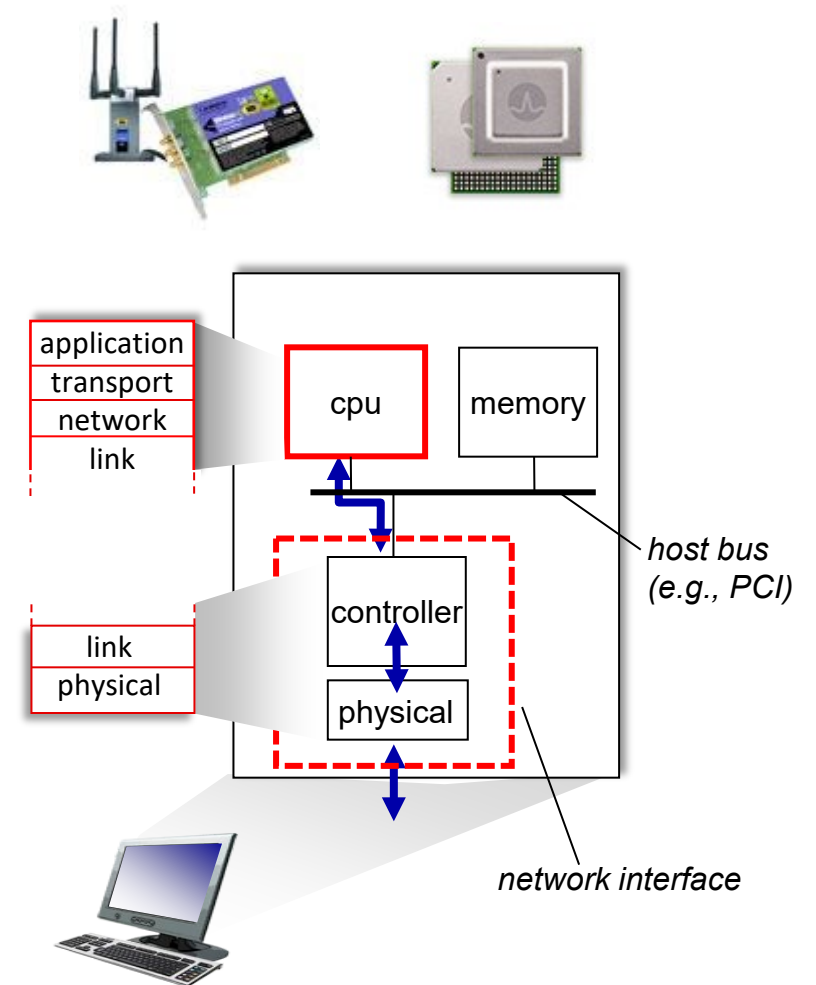 application
transport
network
link
cpu
memory
host bus
(e.g., PCI)
controller
link
physical
physical
network interface